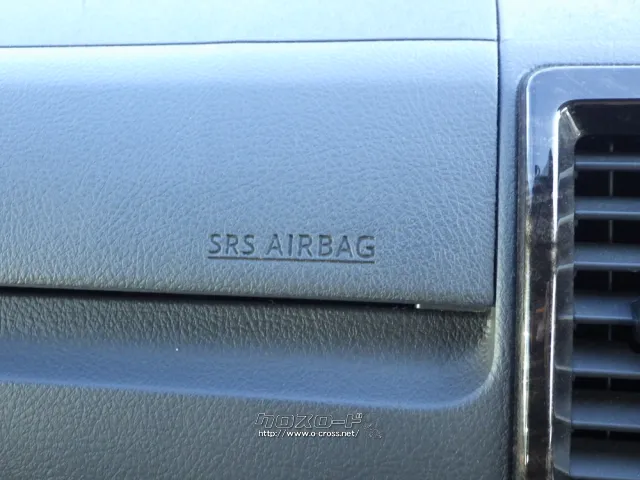 SRS AIRBAG
クロスロード
http://www.o-cross.net/